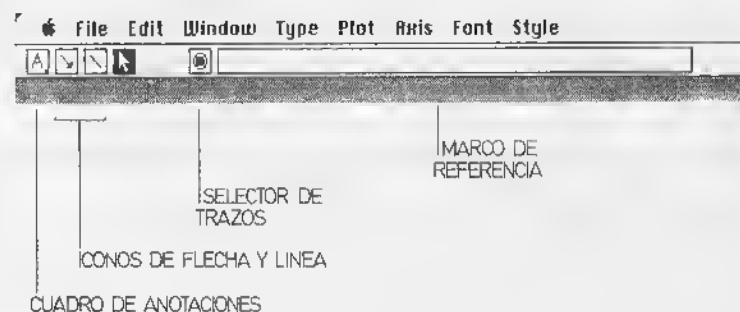 File Edit Window Type Plot Axis Font Style
A
MARCO DE
REFERENCIA
SELECTOR DE
TRAZOS
ICONOS DE FLECHA Y LINEA
CUADRO DE ANOTACIONES